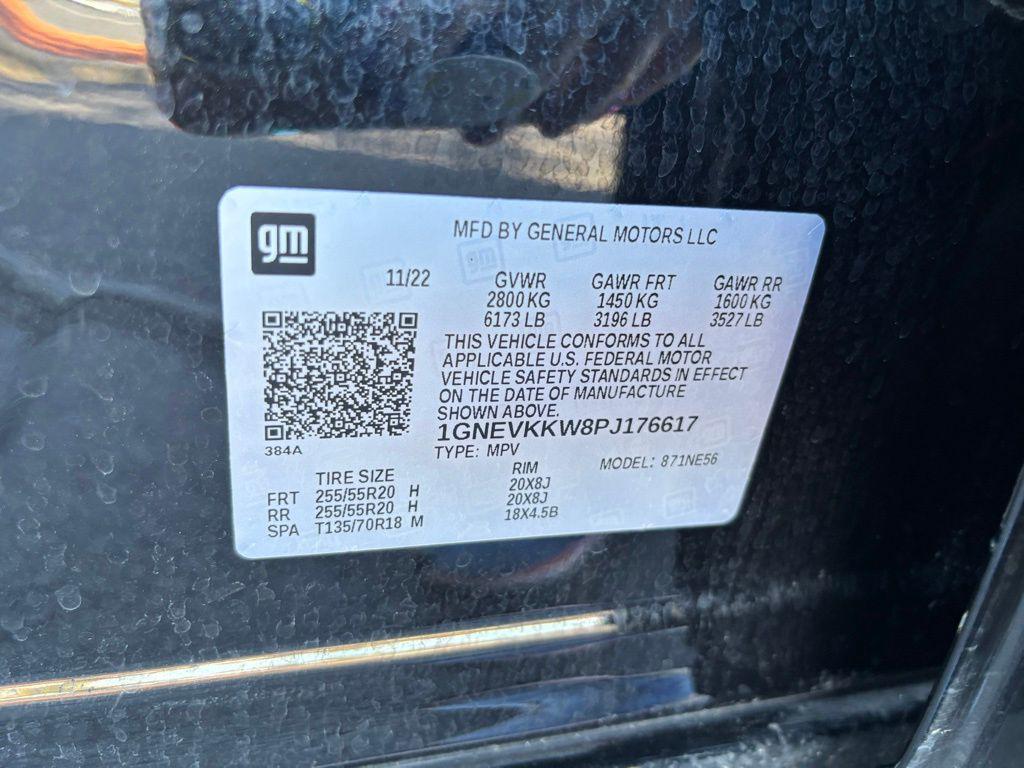 gm
MFD BY GENERAL MOTORS LLC
11/22 GVWR GAWR FRT GAWR RR
2800 KG 1450 KG 1600 KG
6173 LB 3196 LB 3527 LB
THIS VEHICLE CONFORMS TO ALL
APPLICABLE U.S. FEDERAL MOTOR
VEHICLE SAFETY STANDARDS IN EFFECT
ON THE DATE OF MANUFACTURE
SHOWN ABOVE.
1GNEVKKW8PJ176617
384A
TYPE: MPV
MODEL: 871NE56
TIRE SIZE RIM
FRT 255/55R20 H 20X8J
RR 255/55R20 H 20X8J
SPA T135/70R18 M 18X4.5B